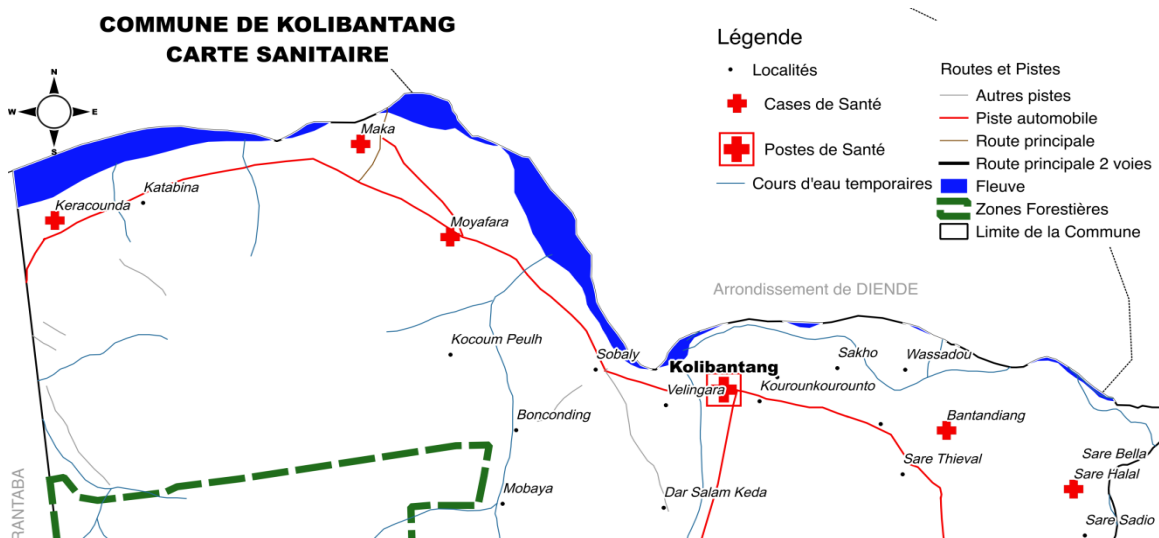 COMMUNE DE KOLIBANTANG
CARTE SANITAIRE
N
W
E
S
Légende
Localités
Cases de Santé
Postes de Santé
Cours d'eau temporaires
Routes et Pistes
Autres pistes
Piste automobile
Route principale
Route principale 2 voies
Fleuve
Zones Forestières
Limite de la Commune
Maka
Katabina
Keracounda
Moyafara
Arrondissement de DIENDE
Kocoum Peulh
Sobaly
Sakho
Wassadou
Kolibantang
Velingara
Kourounkourounto
Bonconding
Bantandiang
Sare Thieval
Sare Bella
Sare Halal
Mobaya
Dar Salam Keda
Sare Sadio
RANTABA